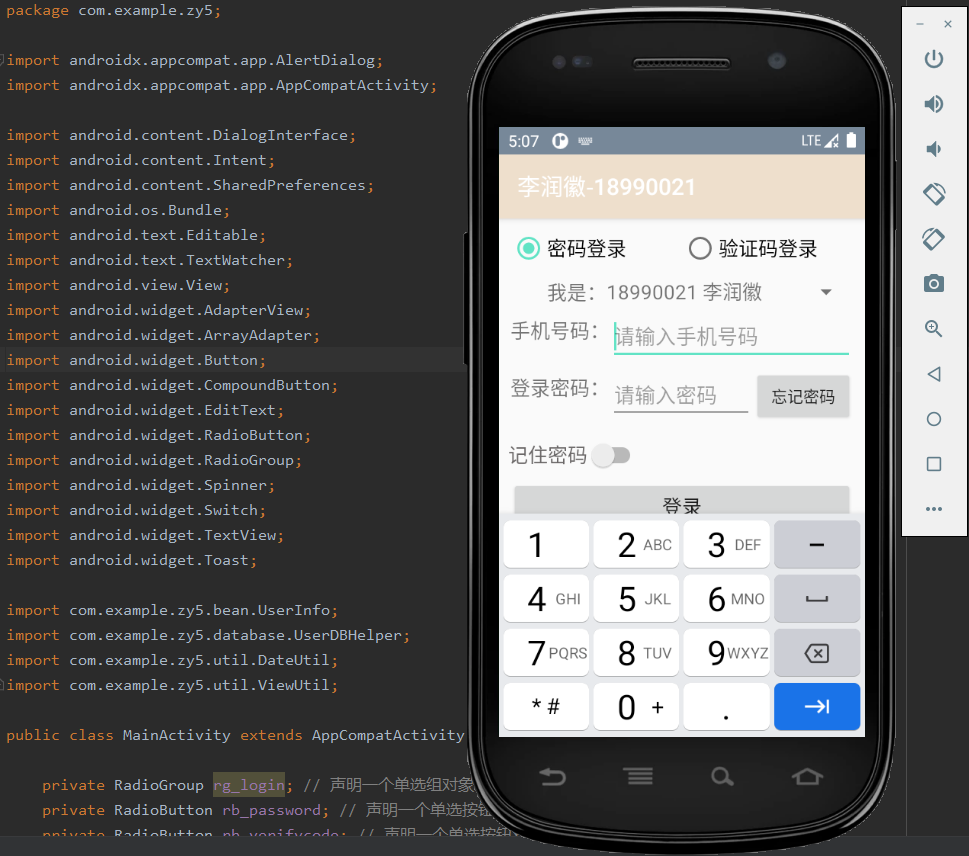 package com.example.zy5;
import androidx.appcompat.app.AlertDialog;
import androidx.appcompat.app.AppCompatActivity;
import android.content.DialogInterface;
import android.content.Intent;
import android.content.SharedPreferences;
import android.os.Bundle;
import android.text.Editable;
import android.text.TextWatcher;
import android.view.View;
import android.widget.AdapterView;
import android.widget.ArrayAdapter;
import android.widget.Button;
import android.widget.CompoundButton;
import android.widget.EditText;
import android.widget.RadioButton;
import android.widget.RadioGroup;
import android.widget.Spinner;
import android.widget.Switch;
import android.widget.TextView;
import android.widget.Toast;
import com.example.zy5.bean.UserInfo;
import com.example.zy5.database.UserDBHelper;
import com.example.zy5.util.DateUtil;
import com.example.zy5.util.ViewUtil;
public class MainActivity extends AppCompatActivity
private RadioGroup rg_login; // 声明一个单选组对象
private RadioButton rb_password; // 声明一个单选按钮
private RadioButton rb_verifycode; // 声明一个单选按钮
5:07 LTE
李润徽-18990021
密码登录 验证码登录
我是: 18990021 李润徽
手机号码: 请输入手机号码
登录密码: 请输入密码 忘记密码
记住密码
登录
1 2 ABC 3 DEF −
4 GHI 5 JKL 6 MNO
7 PQRS 8 TUV 9 WXYZ
* # 0 + .